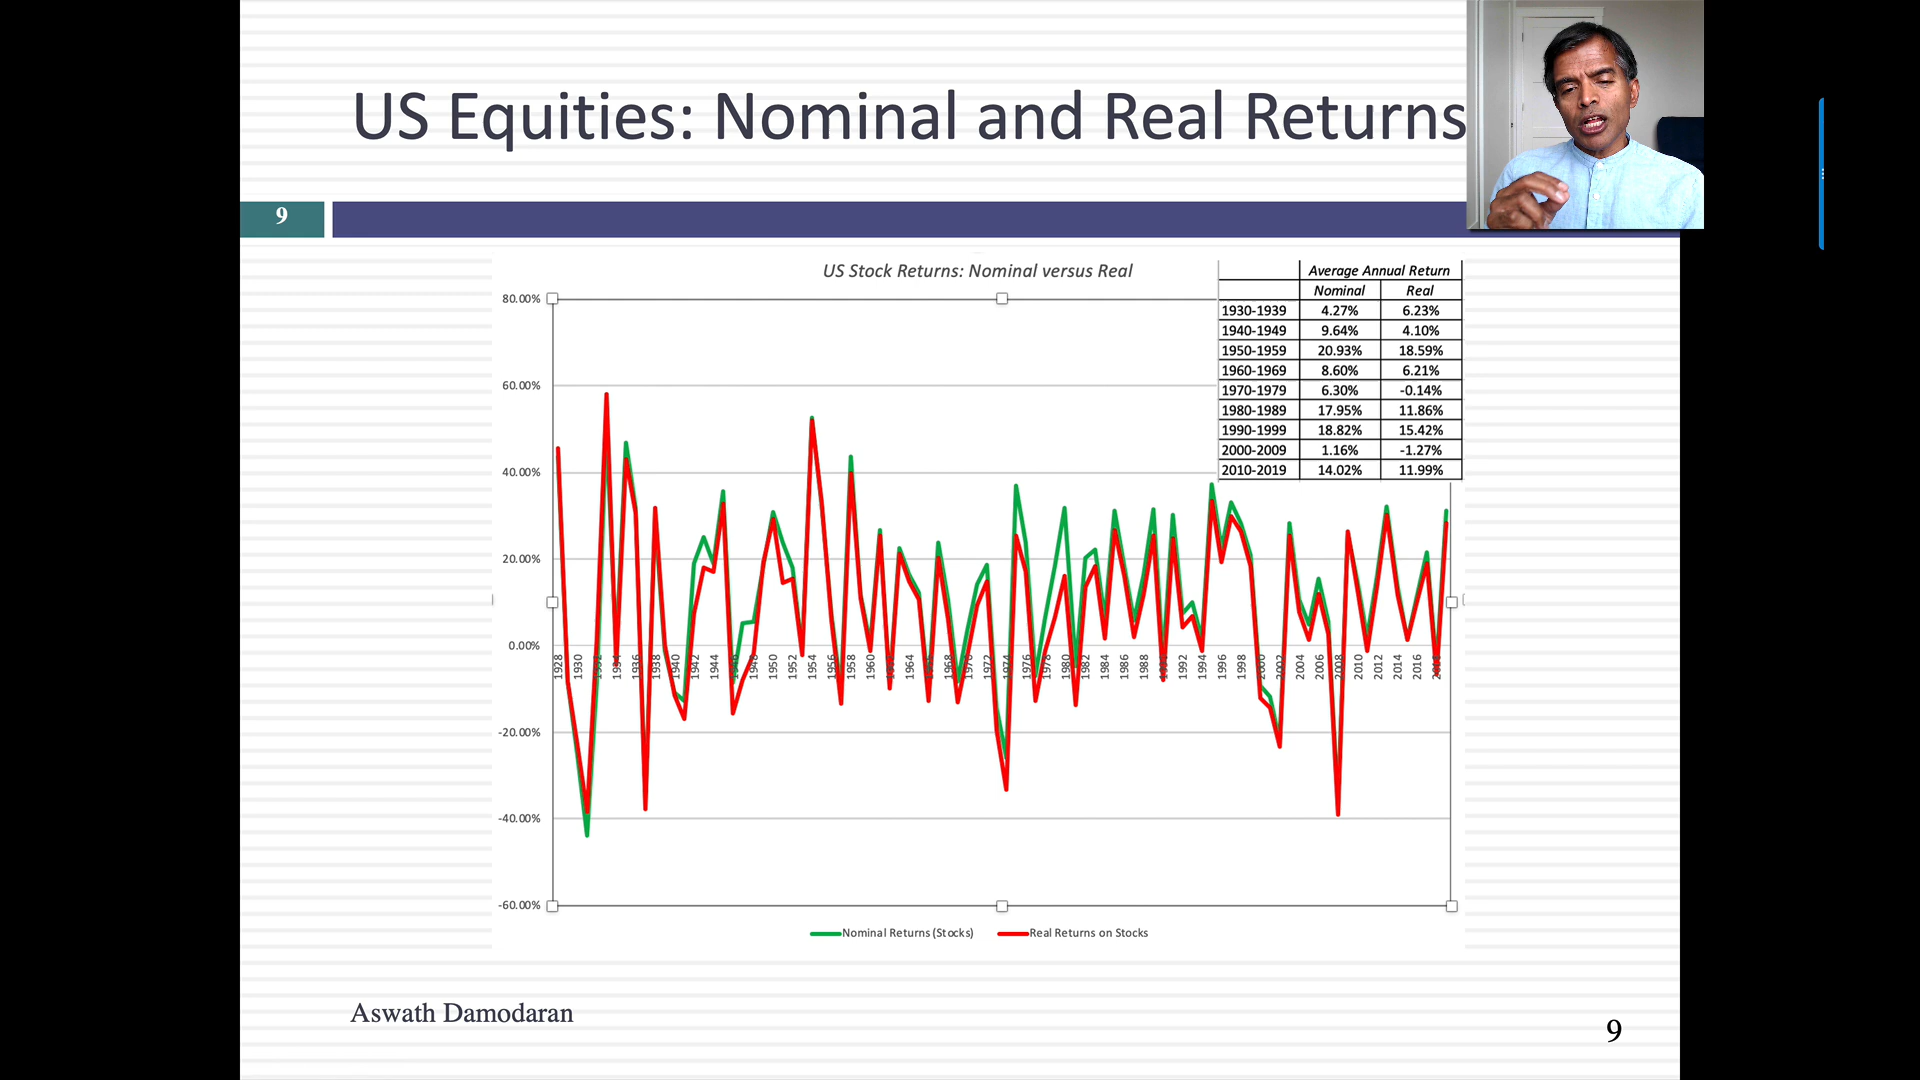 US Equities: Nominal and Real Returns
9
US Stock Returns: Nominal versus Real
Average Annual Return
Nominal Real
1930-1939 4.27% 6.23%
1940-1949 9.64% 4.10%
1950-1959 20.93% 18.59%
1960-1969 8.60% 6.21%
1970-1979 6.30% -0.14%
1980-1989 17.95% 11.86%
1990-1999 18.82% 15.42%
2000-2009 1.16% -1.27%
2010-2019 14.02% 11.99%
80.00%
60.00%
40.00%
20.00%
0.00%
-20.00%
-40.00%
-60.00%
1928 1930 1936 1938 1940 1942 1944 1950 1952 1954 1956 1958 1960 1964 1968 1972 1976 1978 1980 1982 1984 1986 1988 1992 1994 1996 1998 2004 2006 2008 2010 2012 2014 2016
Nominal Returns (Stocks) Real Returns on Stocks
Aswath Damodaran
9